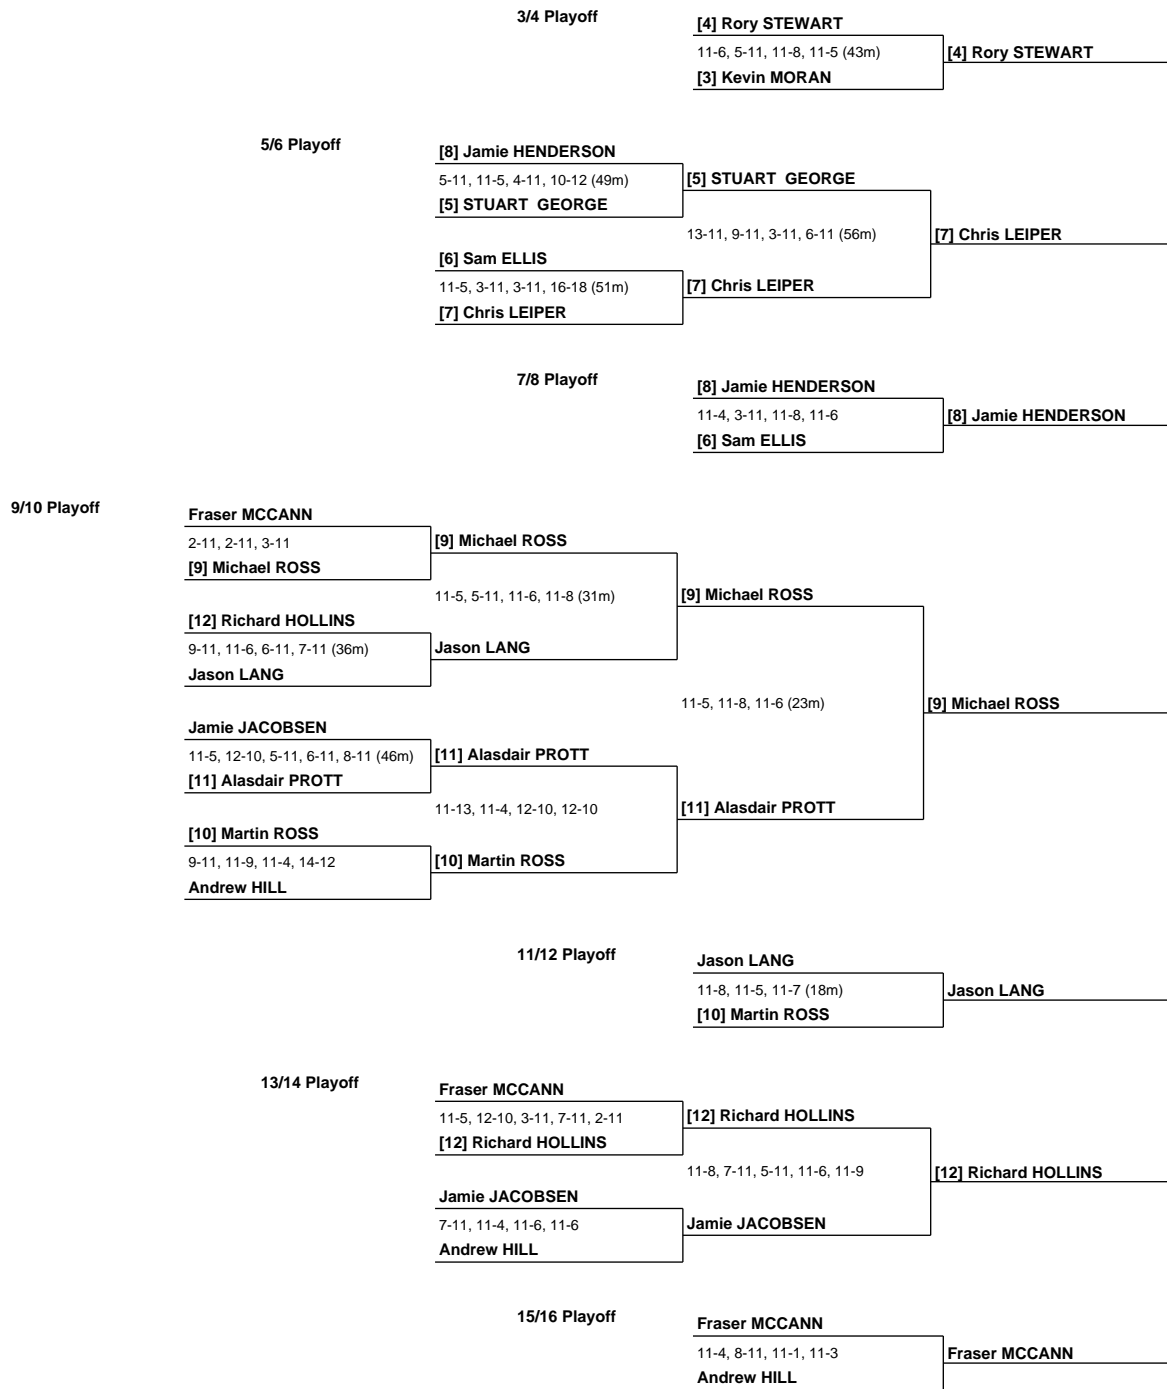 3/4 Playoff
[4] Rory STEWART
11-6, 5-11, 11-8, 11-5 (43m)
[4] Rory STEWART
[3] Kevin MORAN
5/6 Playoff
[8] Jamie HENDERSON
5-11, 11-5, 4-11, 10-12 (49m)
[5] STUART  GEORGE
[5] STUART  GEORGE
13-11, 9-11, 3-11, 6-11 (56m)
[7] Chris LEIPER
[6] Sam ELLIS
11-5, 3-11, 3-11, 16-18 (51m)
[7] Chris LEIPER
[7] Chris LEIPER
7/8 Playoff
[8] Jamie HENDERSON
11-4, 3-11, 11-8, 11-6
[8] Jamie HENDERSON
[6] Sam ELLIS
9/10 Playoff
Fraser MCCANN
2-11, 2-11, 3-11
[9] Michael ROSS
[9] Michael ROSS
11-5, 5-11, 11-6, 11-8 (31m)
[9] Michael ROSS
[12] Richard HOLLINS
9-11, 11-6, 6-11, 7-11 (36m)
Jason LANG
Jason LANG
11-5, 11-8, 11-6 (23m)
[9] Michael ROSS
Jamie JACOBSEN
11-5, 12-10, 5-11, 6-11, 8-11 (46m)
[11] Alasdair PROTT
[11] Alasdair PROTT
11-13, 11-4, 12-10, 12-10
[11] Alasdair PROTT
[10] Martin ROSS
9-11, 11-9, 11-4, 14-12
[10] Martin ROSS
Andrew HILL
11/12 Playoff
Jason LANG
11-8, 11-5, 11-7 (18m)
Jason LANG
[10] Martin ROSS
13/14 Playoff
Fraser MCCANN
11-5, 12-10, 3-11, 7-11, 2-11
[12] Richard HOLLINS
[12] Richard HOLLINS
11-8, 7-11, 5-11, 11-6, 11-9
[12] Richard HOLLINS
Jamie JACOBSEN
7-11, 11-4, 11-6, 11-6
Jamie JACOBSEN
Andrew HILL
15/16 Playoff
Fraser MCCANN
11-4, 8-11, 11-1, 11-3
Fraser MCCANN
Andrew HILL